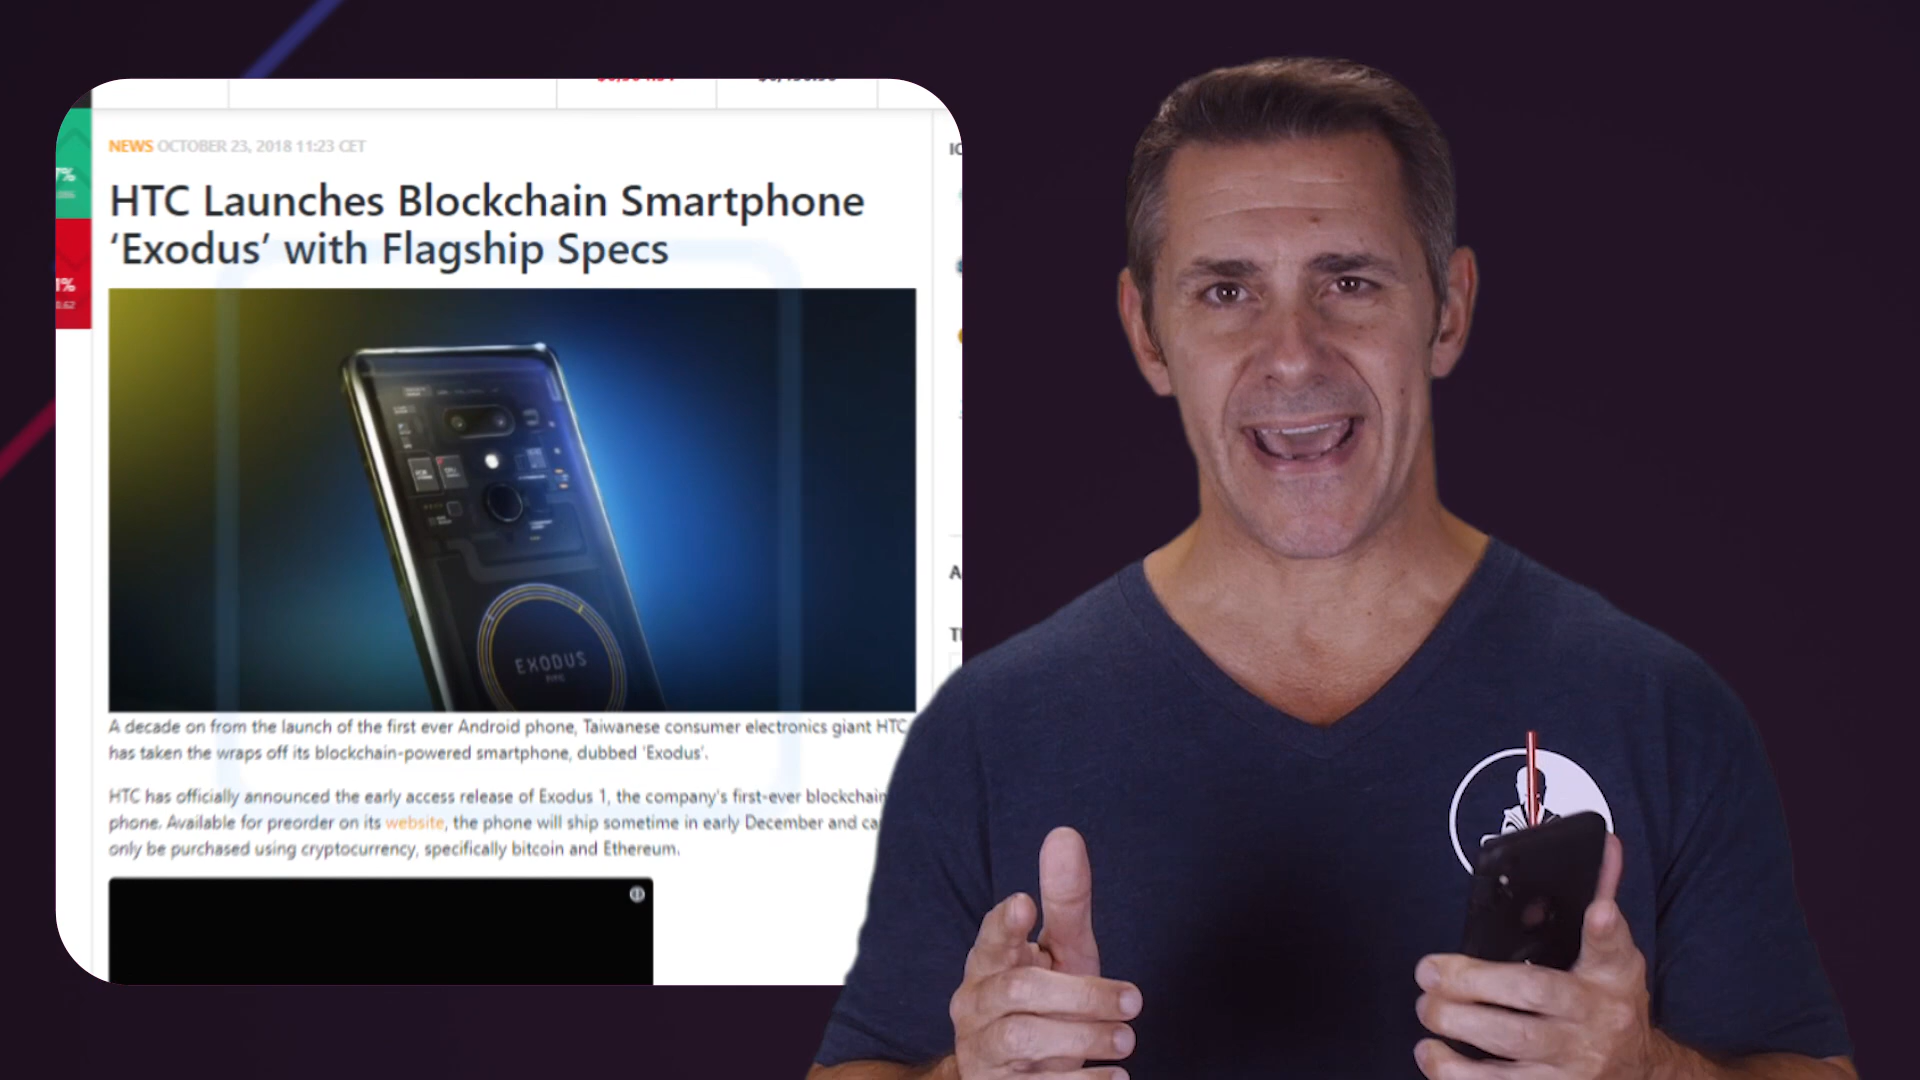 NEWS OCTOBER 23, 2018 11:23 CET
HTC Launches Blockchain Smartphone
‘Exodus’ with Flagship Specs
7%
1%
EXODUS
A decade on from the launch of the first ever Android phone, Taiwanese consumer electronics giant HTC
has taken the wraps off its blockchain-powered smartphone, dubbed 'Exodus'.
HTC has officially announced the early access release of Exodus 1, the company's first-ever blockchain
phone. Available for preorder on its website, the phone will ship sometime in early December and ca
only be purchased using cryptocurrency, specifically bitcoin and Ethereum.